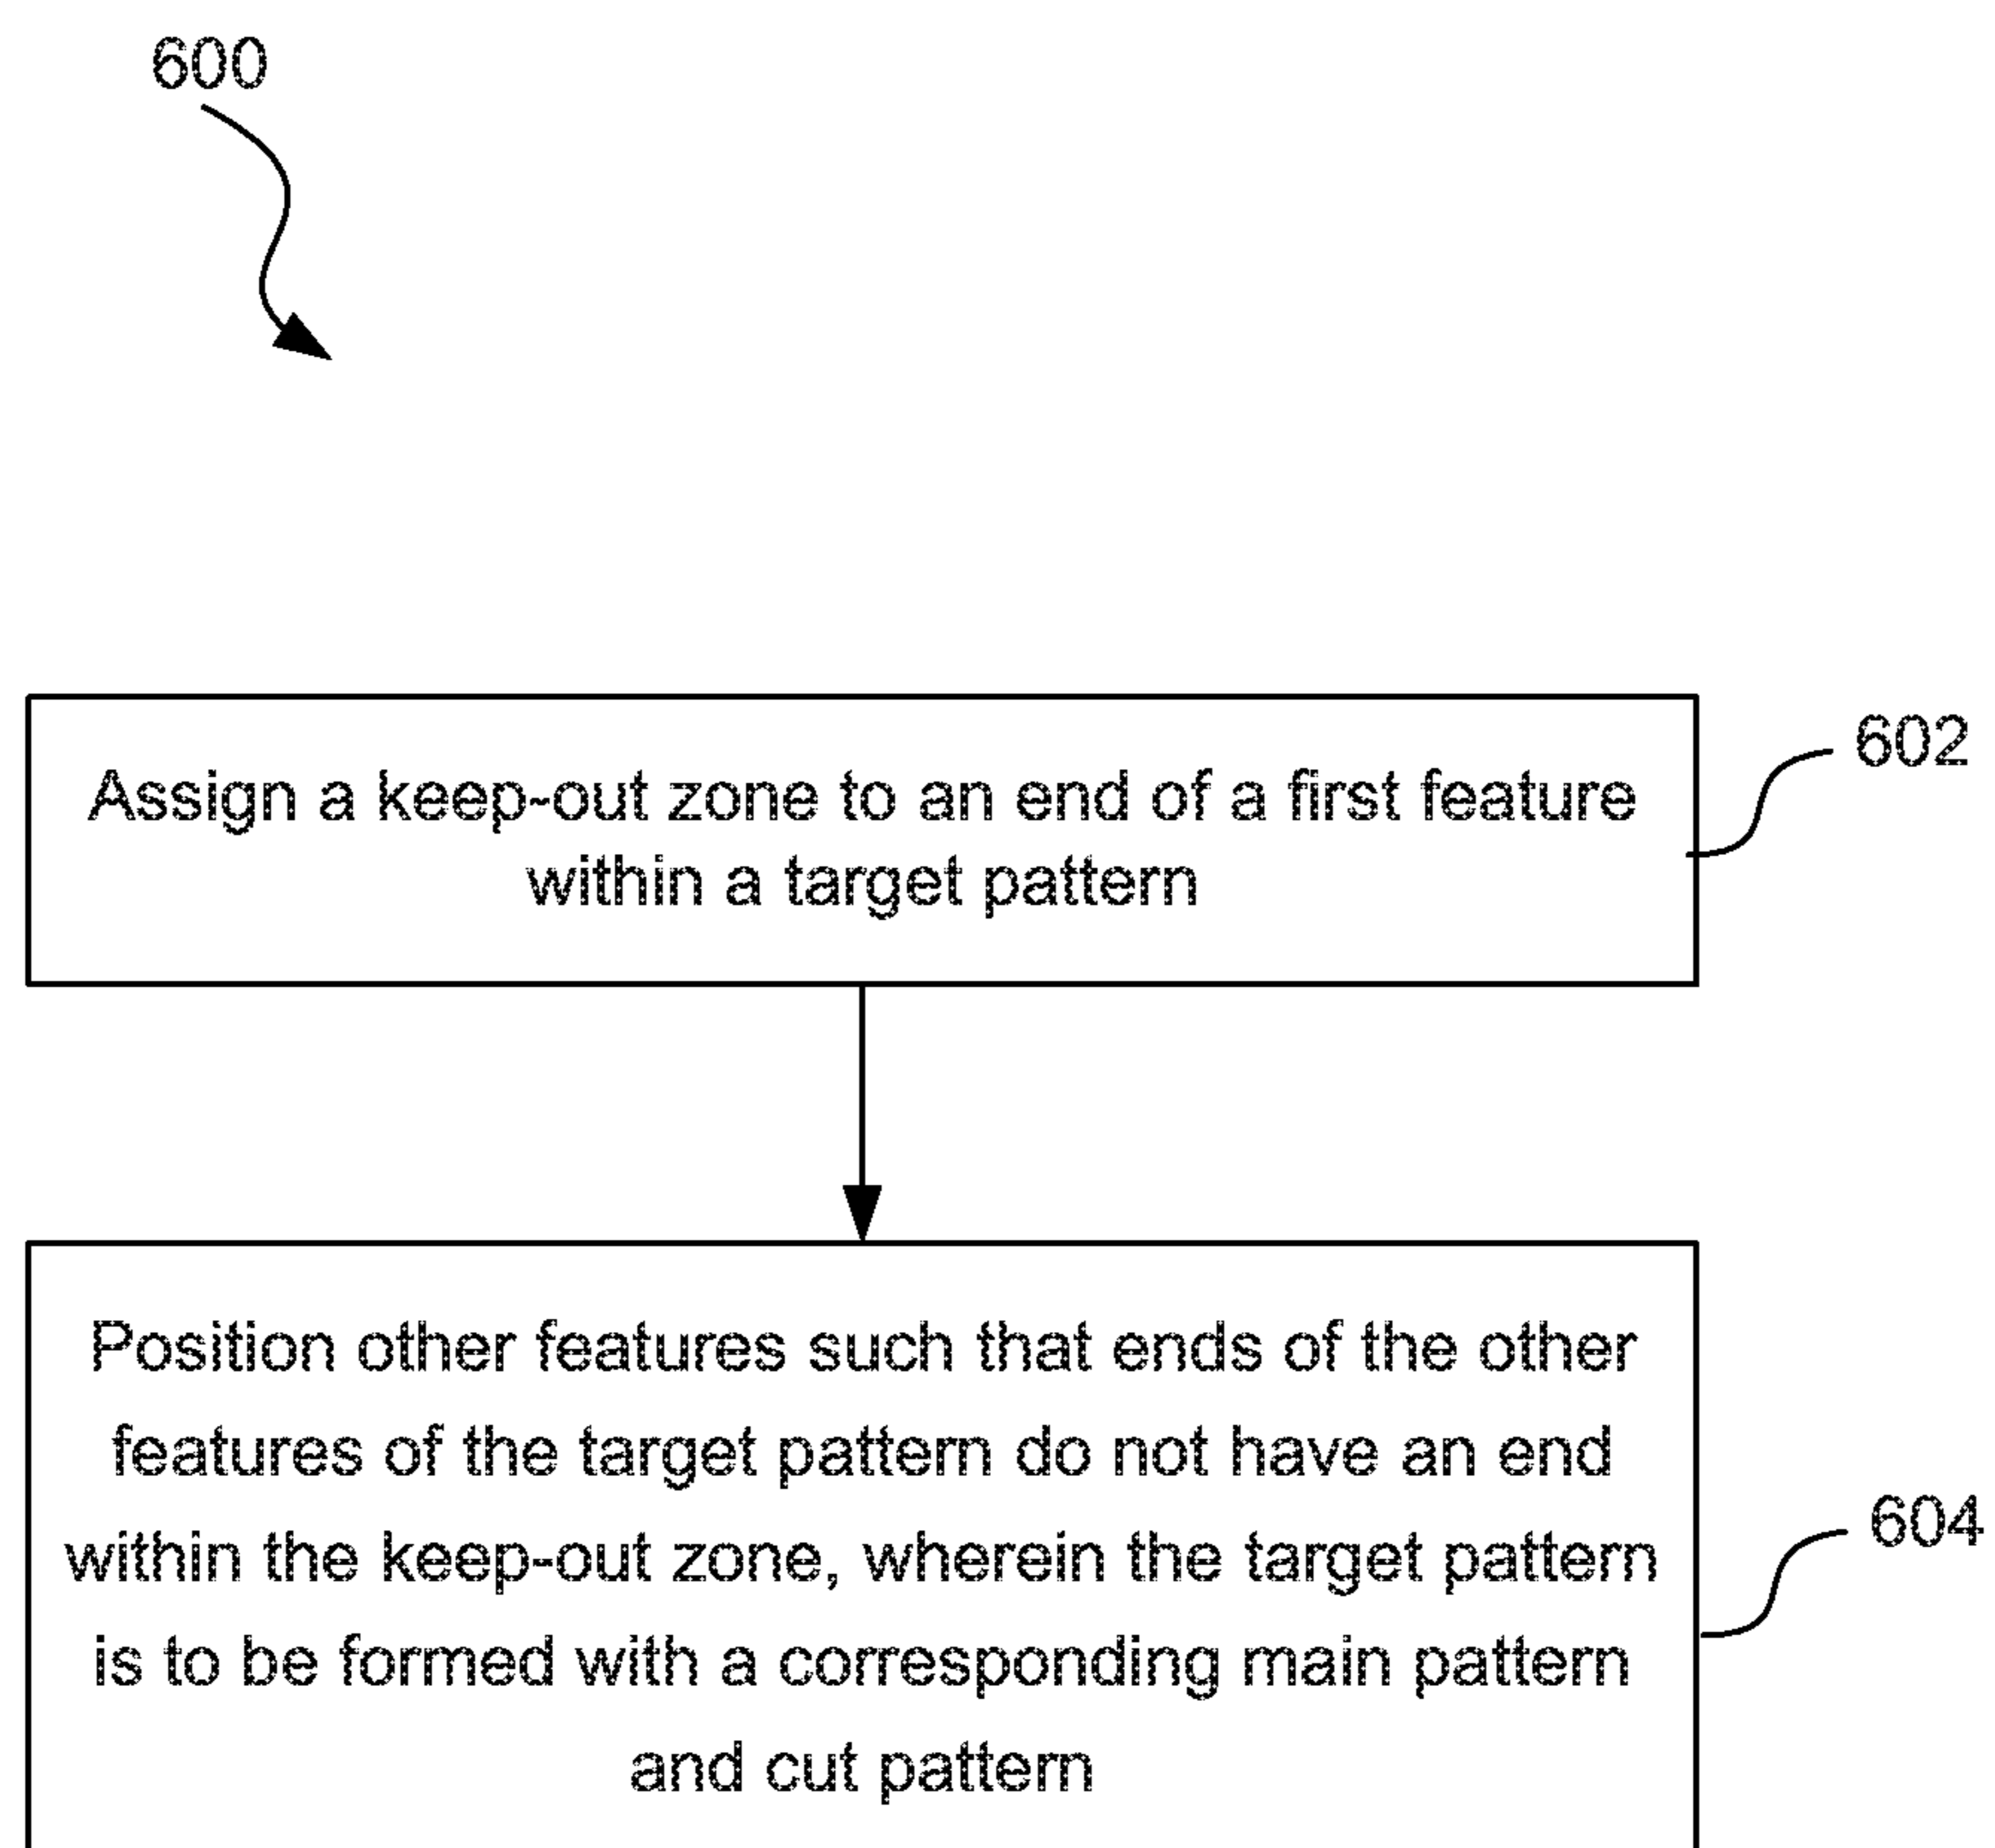 600
602
Assign a keep-out zone to an end of a first feature
within a target pattern
Position other features such that ends of the other
features of the target pattern do not have an end
within the keep-out zone, wherein the target pattern
is to be formed with a corresponding main pattern
and cut pattern
604